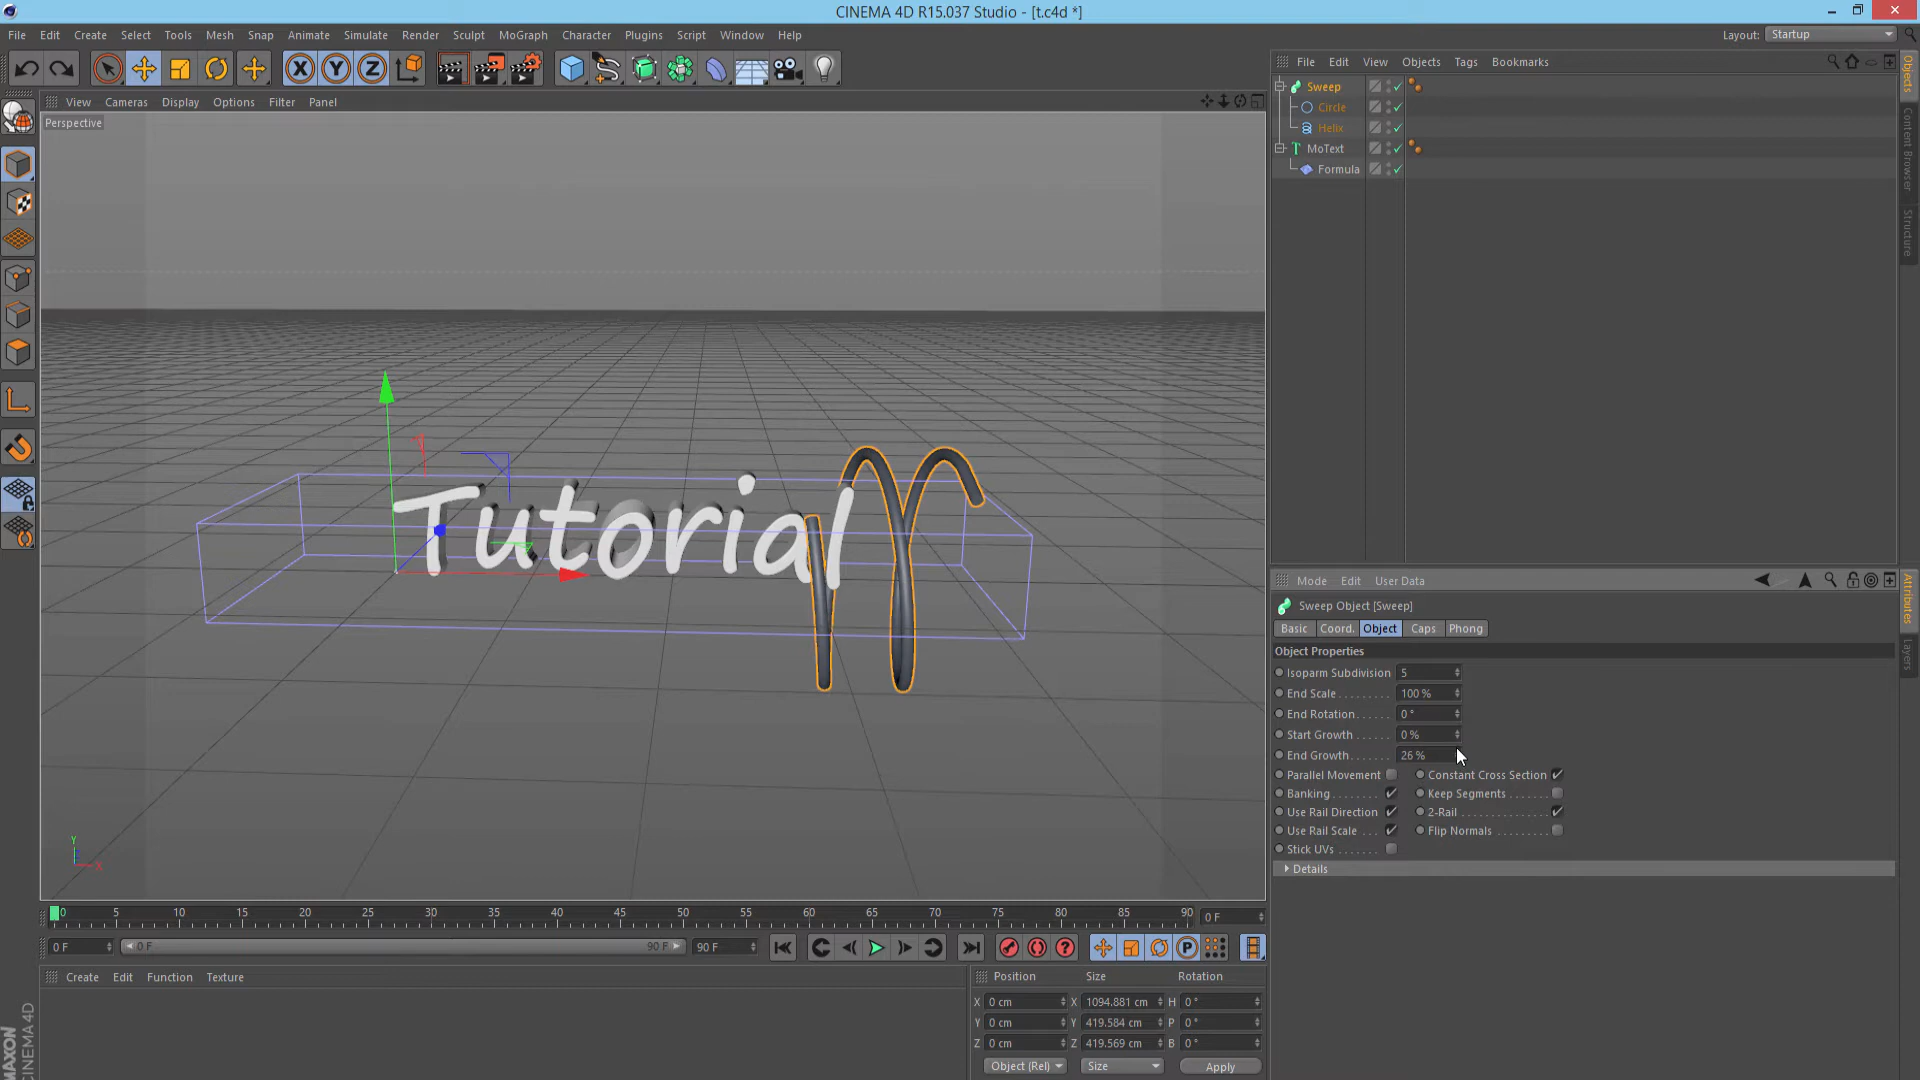 CINEMA 4D R15.037 Studio - [t.c4d *]
File Edit Create Select Tools Mesh Snap Animate Simulate Render Sculpt MoGraph Character Plugins Script Window Help
Layout: Startup
X Y Z
File Edit View Objects Tags Bookmarks
View Cameras Display Options Filter Panel
Perspective
Sweep
Circle
Helix
MoText
Formula
Objects
Content Browser
Structure
Tutorial
Y
X
Mode Edit User Data
Sweep Object [Sweep]
Basic Coord. Object Caps Phong
Object Properties
Isoparm Subdivision 5
End Scale 100 %
End Rotation 0 °
Start Growth 0 %
End Growth 26 %
Parallel Movement Constant Cross Section
Banking Keep Segments
Use Rail Direction 2-Rail
Use Rail Scale Flip Normals
Stick UVs
Details
Attributes
Layers
0 5 10 15 20 25 30 35 40 45 50 55 60 65 70 75 80 85 90 0 F
0 F 0 F 90 F 90 F
Create Edit Function Texture
Position Size Rotation
X 0 cm X 1094.881 cm H 0 °
Y 0 cm Y 419.584 cm P 0 °
Z 0 cm Z 419.569 cm B 0 °
Object (Rel) Size Apply
MAXON
CINEMA 4D